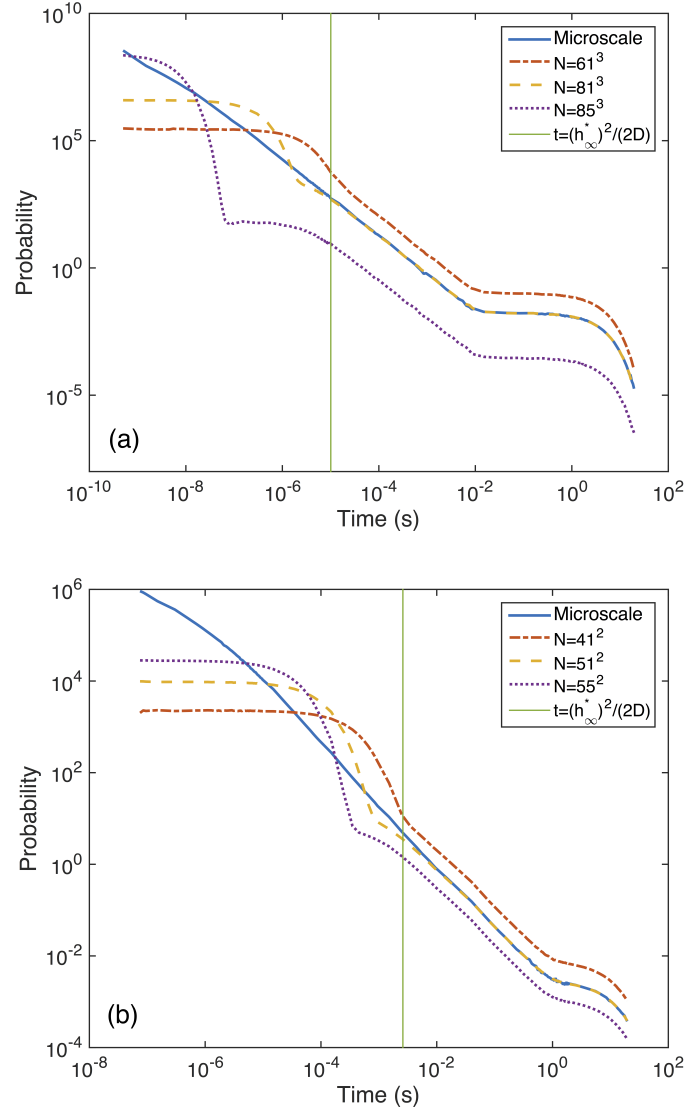 10^10
10^5
10^0
10^-5
Probability
Microscale
N=61^3
N=81^3
N=85^3
t=(h^*_∞)^2/(2D)
(a)
10^-10
10^-8
10^-6
10^-4
10^-2
10^0
10^2
Time (s)
10^6
10^4
10^2
10^0
10^-2
10^-4
Probability
Microscale
N=41^2
N=51^2
N=55^2
t=(h^*_∞)^2/(2D)
(b)
10^-8
10^-6
10^-4
10^-2
10^0
10^2
Time (s)